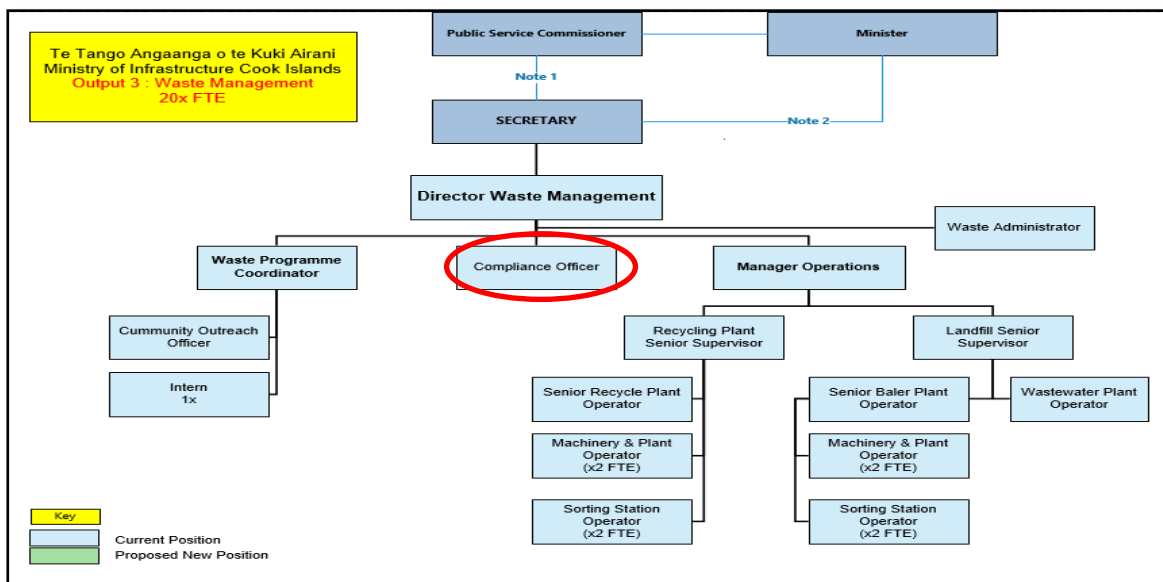 Te Tango Angaanga o te Kuki Airani
Ministry of Infrastructure Cook Islands
Output 3 : Waste Management
20x FTE
Public Service Commissioner
Minister
Note 1
SECRETARY
Note 2
Director Waste Management
Waste Administrator
Waste Programme
Coordinator
Compliance Officer
Manager Operations
Cummunity Outreach
Officer
Intern
1x
Recycling Plant
Senior Supervisor
Landfill Senior
Supervisor
Senior Recycle Plant
Operator
Senior Baler Plant
Operator
Wastewater Plant
Operator
Machinery & Plant
Operator
(x2 FTE)
Machinery & Plant
Operator
(x2 FTE)
Sorting Station
Operator
(x2 FTE)
Sorting Station
Operator
(x2 FTE)
Key
Current Position
Proposed New Position